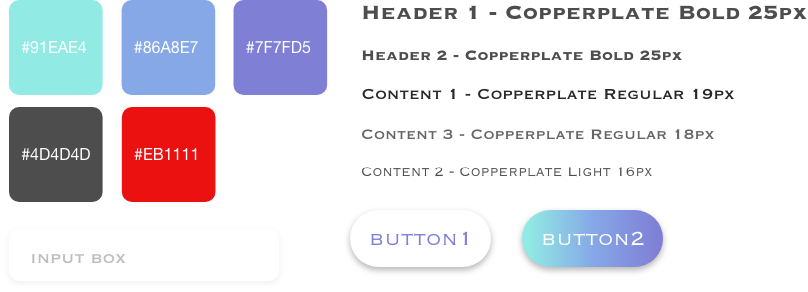 #91EAE4
#86A8E7
#7F7FD5
#4D4D4D
#EB1111
INPUT BOX
Header 1 - Copperplate Bold 25px
Header 2 - Copperplate Bold 25px
Content 1 - Copperplate Regular 19px
Content 3 - Copperplate Regular 18px
Content 2 - Copperplate Light 16px
BUTTON1
BUTTON2